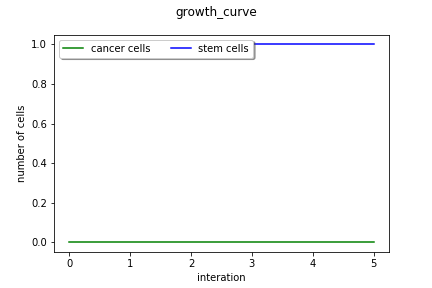 growth_curve
cancer cells
stem cells
1.0
0.8
0.6
0.4
0.2
0.0
number of cells
0 1 2 3 4 5
interation